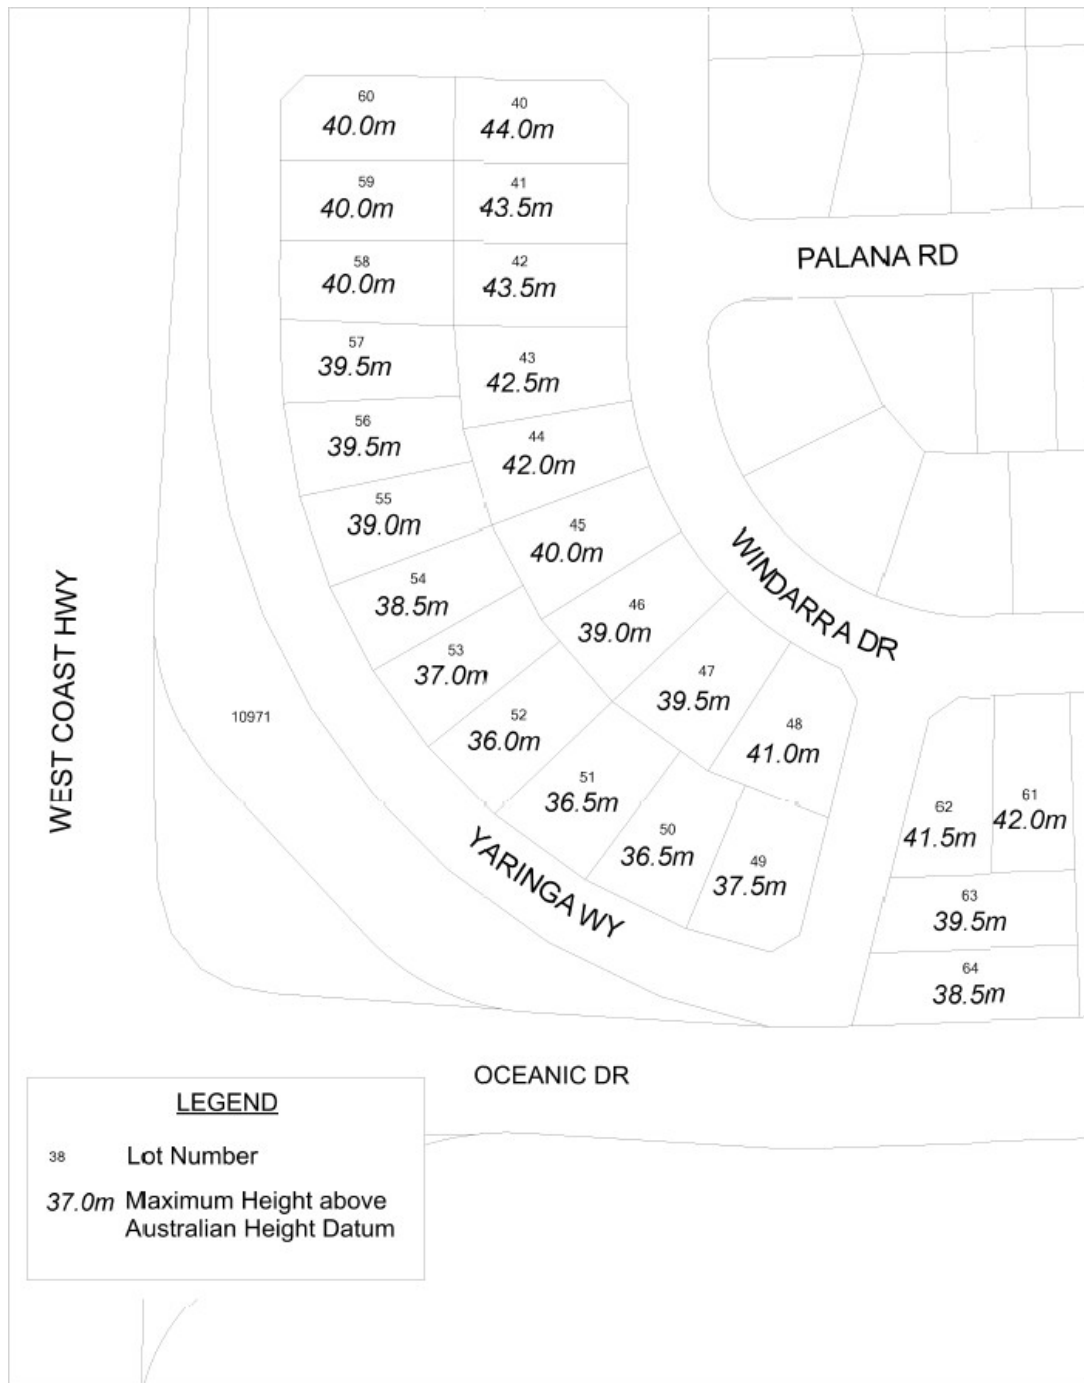 60
40.0m
40
44.0m
59
40.0m
41
43.5m
58
40.0m
42
43.5m
PALANA RD
57
39.5m
43
42.5m
56
39.5m
44
42.0m
55
39.0m
45
40.0m
54
38.5m
46
39.0m
WINDARRA DR
53
37.0m
47
39.5m
52
36.0m
48
41.0m
WEST COAST HWY
10971
51
36.5m
50
36.5m
49
37.5m
62
41.5m
61
42.0m
YARINGA WY
63
39.5m
64
38.5m
OCEANIC DR
LEGEND
38 Lot Number
37.0m Maximum Height above
Australian Height Datum